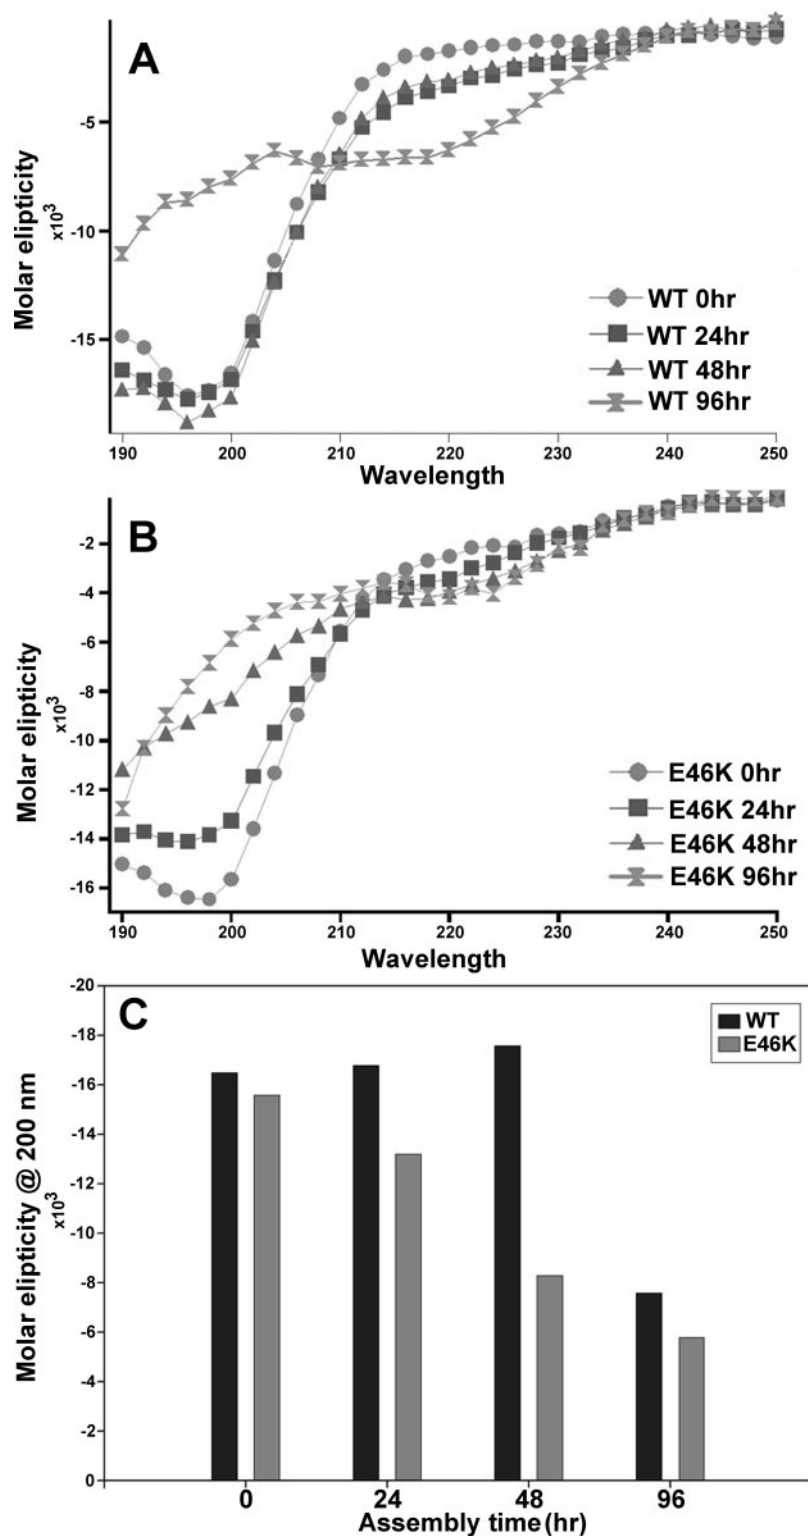 A
-5
-10
-15
Molar elipticity
x10³
WT 0hr
WT 24hr
WT 48hr
WT 96hr
190 200 210 220 230 240 250
Wavelength
B
-2
-4
-6
-8
-10
-12
-14
-16
Molar elipticity
x10³
E46K 0hr
E46K 24hr
E46K 48hr
E46K 96hr
190 200 210 220 230 240 250
Wavelength
C
-20
-18
-16
-14
-12
-10
-8
-6
-4
-2
0
Molar elipticity @ 200 nm
x10³
WT
E46K
0 24 48 96
Assembly time (hr)